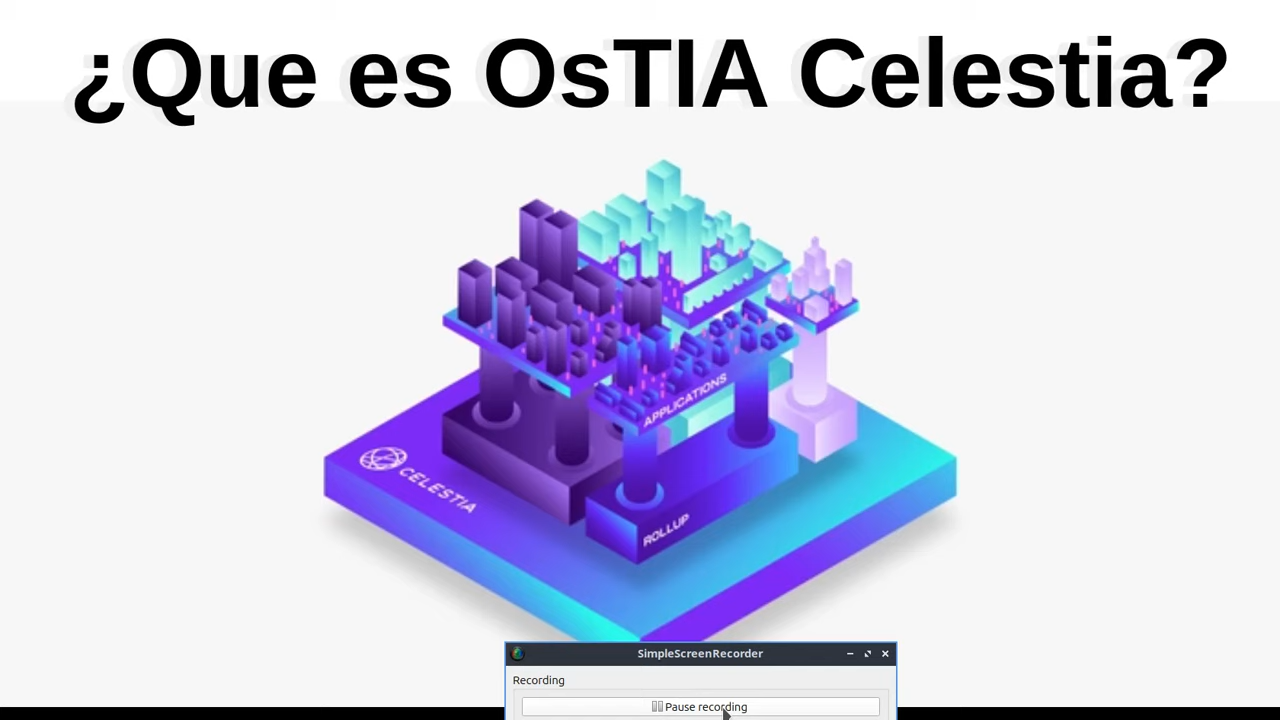 ¿Que es OsTIA Celestia?
APPLICATIONS
CELESTIA
ROLLUP
SimpleScreenRecorder
Recording
Pause recording